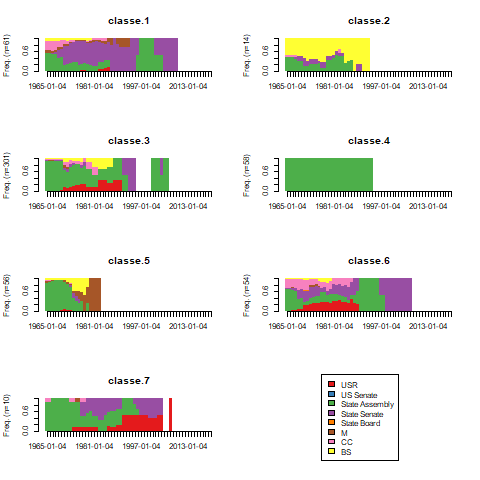 classe.1
Freq. (n=61)
0.0 0.6
1965-01-04 1981-01-04 1997-01-04 2013-01-04
classe.2
Freq. (n=14)
0.0 0.6
1965-01-04 1981-01-04 1997-01-04 2013-01-04
classe.3
Freq. (n=301)
0.0 0.6
1965-01-04 1981-01-04 1997-01-04 2013-01-04
classe.4
Freq. (n=58)
0.0 0.6
1965-01-04 1981-01-04 1997-01-04 2013-01-04
classe.5
Freq. (n=56)
0.0 0.6
1965-01-04 1981-01-04 1997-01-04 2013-01-04
classe.6
Freq. (n=54)
0.0 0.6
1965-01-04 1981-01-04 1997-01-04 2013-01-04
classe.7
Freq. (n=10)
0.0 0.6
1965-01-04 1981-01-04 1997-01-04 2013-01-04
USR
US Senate
State Assembly
State Senate
State Board
M
CC
BS